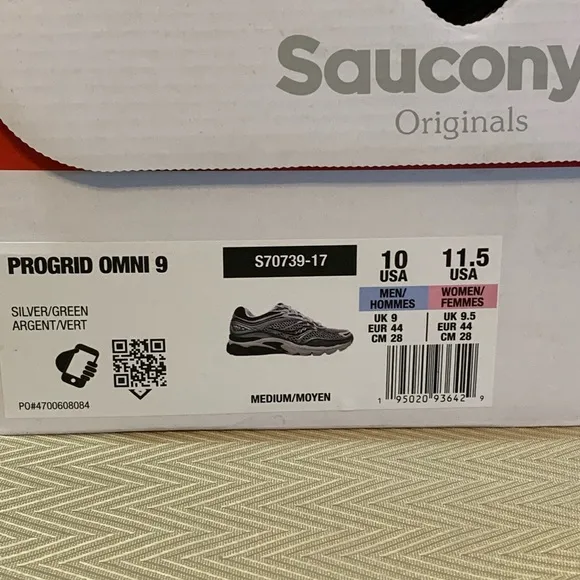 Saucony
Originals
PROGRID OMNI 9
S70739-17
SILVER/GREEN
ARGENT/VERT
PO#4700608084
MEDIUM/MOYEN
10
USA
MEN/
HOMMES
UK 9
EUR 44
CM 28
11.5
USA
WOMEN/
FEMMES
UK 9.5
EUR 44
CM 28
1 95020 93642 9